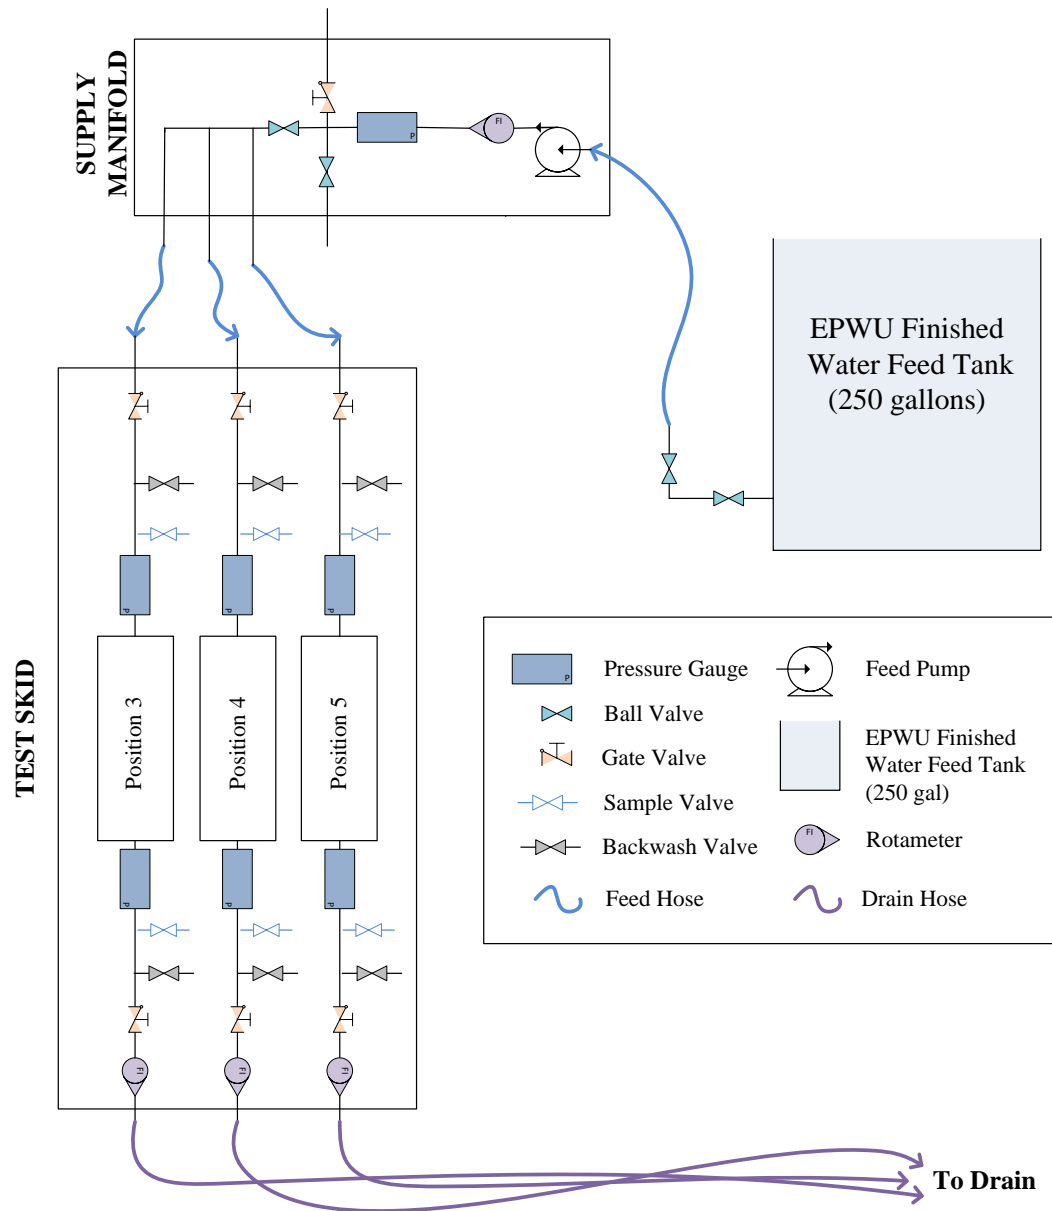 SUPPLY
MANIFOLD
P
FI
EPWU Finished
Water Feed Tank
(250 gallons)
TEST SKID
P
P
P
Position 3
Position 4
Position 5
P
P
P
FI
FI
FI
To Drain
P
Pressure Gauge
Ball Valve
Gate Valve
Sample Valve
Backwash Valve
Feed Hose
Feed Pump
EPWU Finished
Water Feed Tank
(250 gal)
FI
Rotameter
Drain Hose